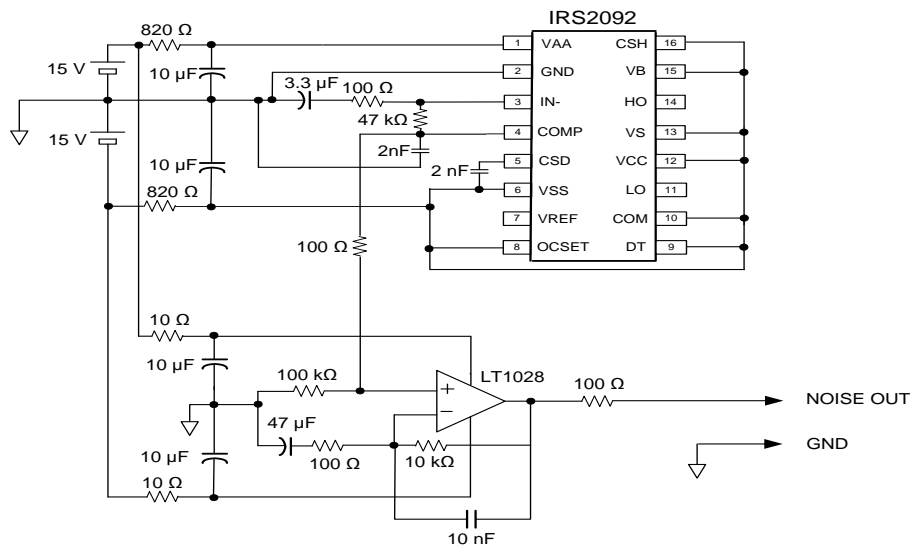 IRS2092
820 Ω
15 V
10 µF
3.3 µF
100 Ω
47 kΩ
2nF
15 V
10 µF
820 Ω
2 nF
1 VAA CSH 16
2 GND VB 15
3 IN- HO 14
4 COMP VS 13
5 CSD VCC 12
6 VSS LO 11
7 VREF COM 10
8 OCSET DT 9
100 Ω
10 Ω
10 µF
100 kΩ
LT1028
+
−
100 Ω
NOISE OUT
47 µF
100 Ω
10 kΩ
GND
10 µF
10 Ω
10 nF